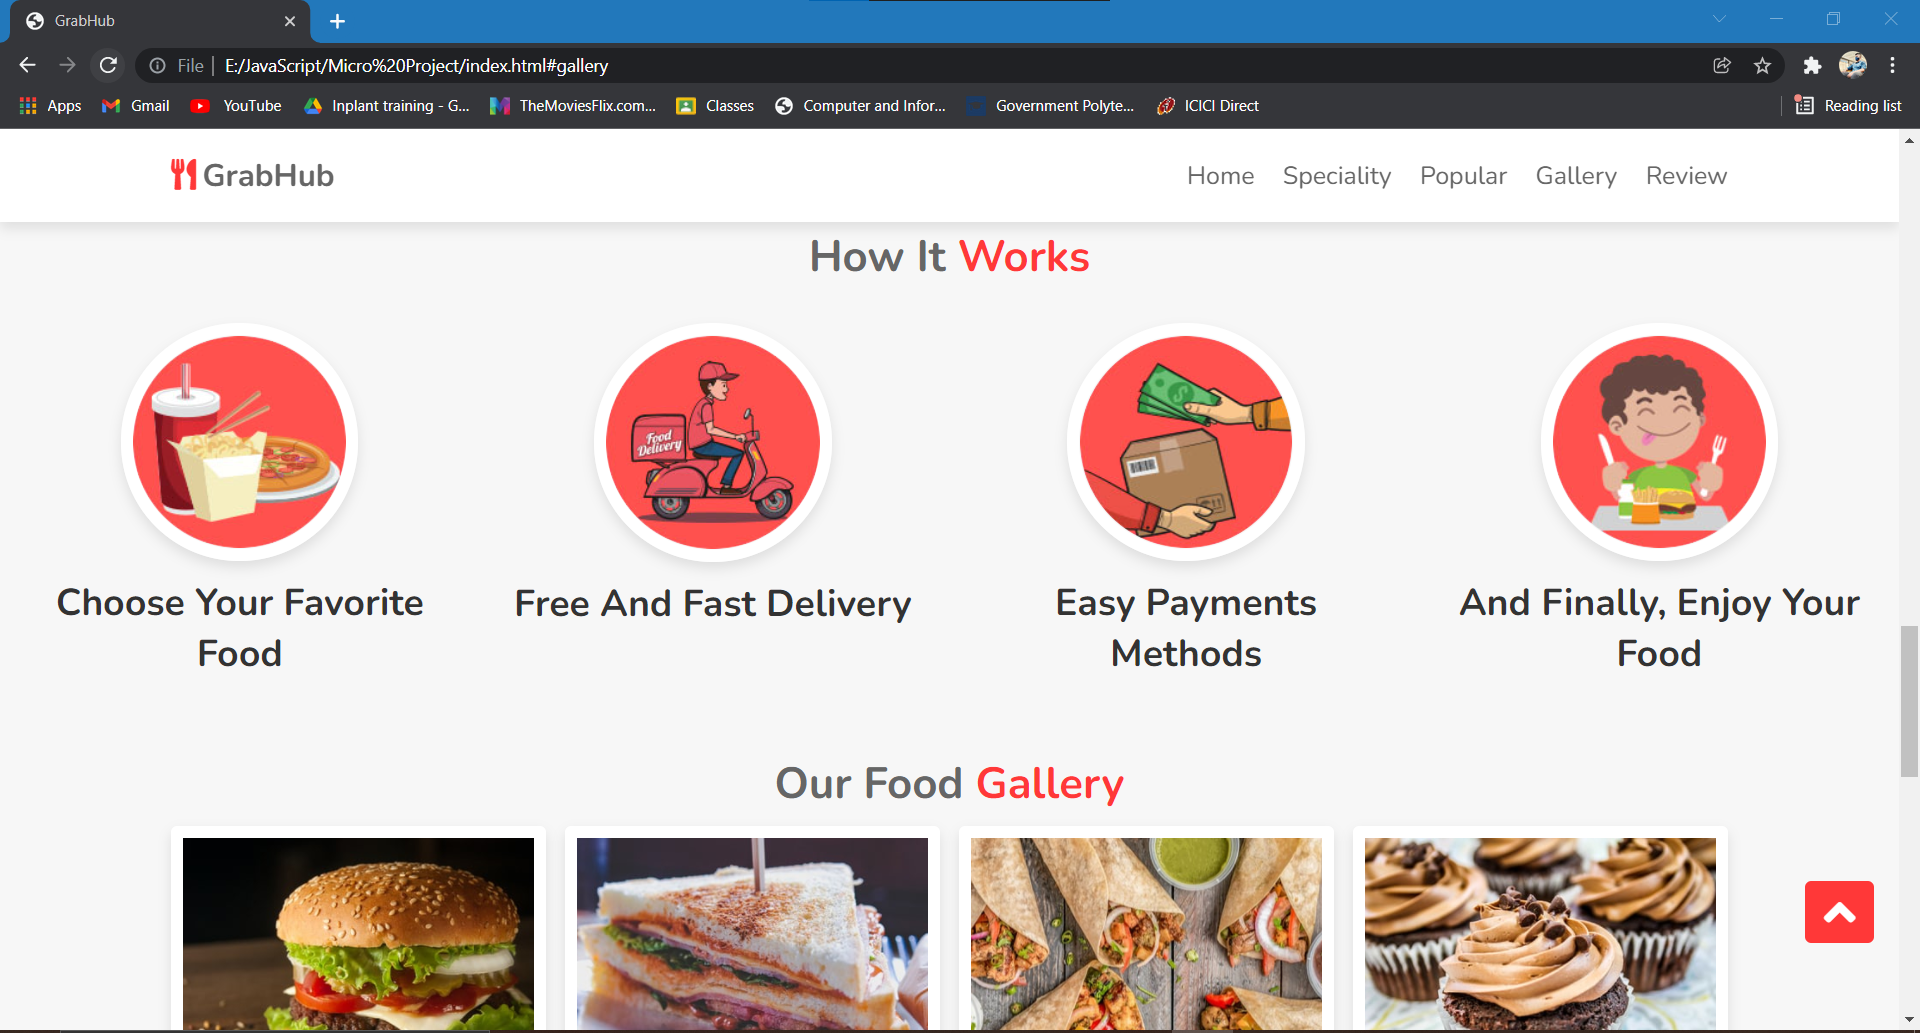 GrabHub
File | E:/JavaScript/Micro%20Project/index.html#gallery
Apps Gmail YouTube Inplant training - G... TheMoviesFlix.com... Classes Computer and Infor... Government Polyte... ICICI Direct Reading list
GrabHub Home Speciality Popular Gallery Review
How It Works
Food
Delivery
Choose Your Favorite
Food
Free And Fast Delivery
Easy Payments
Methods
And Finally, Enjoy Your
Food
Our Food Gallery